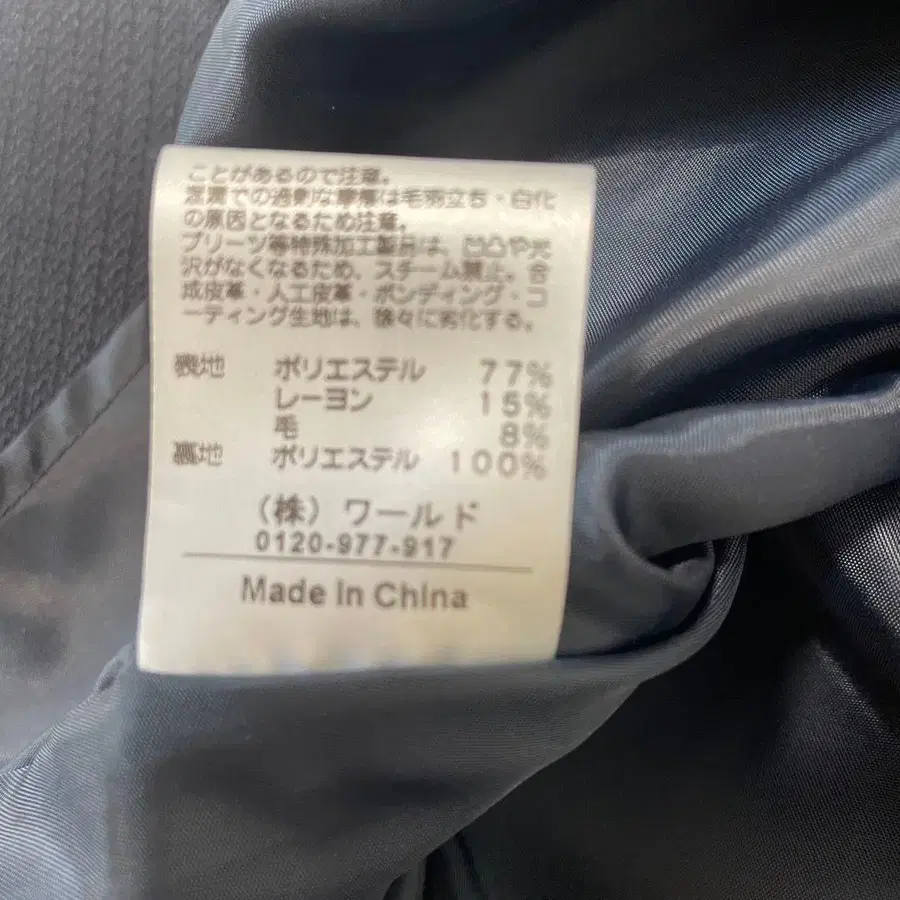 ことがあるので注意。
湿潤での過剰な摩擦は毛羽立ち・白化
の原因となるため注意。
プリーツ等特殊加工製品は、凹凸や光
沢がなくなるため、スチーム禁止。合
成皮革・人工皮革・ボンディング・コ
ーティング生地は、徐々に劣化する。
表地 ポリエステル 77%
レーヨン 15%
毛 8%
裏地 ポリエステル 100%
(株) ワールド
0120-977-917
Made In China